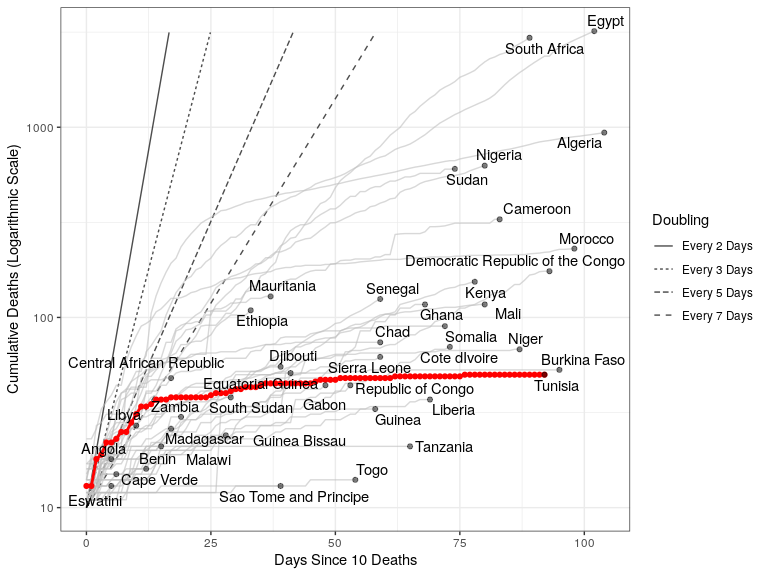 Egypt
South Africa
1000
Algeria
Nigeria
Sudan
Cameroon
Doubling
Morocco
Every 2 Days
Democratic Republic of the Congo
Every 3 Days
Mauritania
Senegal
Kenya
Every 5 Days
Ethiopia
Ghana
Mali
100
Every 7 Days
Chad
Somalia
Niger
Djibouti
Cote dIvoire
Central African Republic
Sierra Leone
Burkina Faso
Equatorial Guinea
Republic of Congo
Tunisia
Libya
Zambia
South Sudan
Gabon
Liberia
Guinea
Madagascar
Guinea Bissau
Angola
Tanzania
Benin
Malawi
Togo
Cape Verde
Sao Tome and Principe
Eswatini
10
0
25
50
75
100
Days Since 10 Deaths
Cumulative Deaths (Logarithmic Scale)